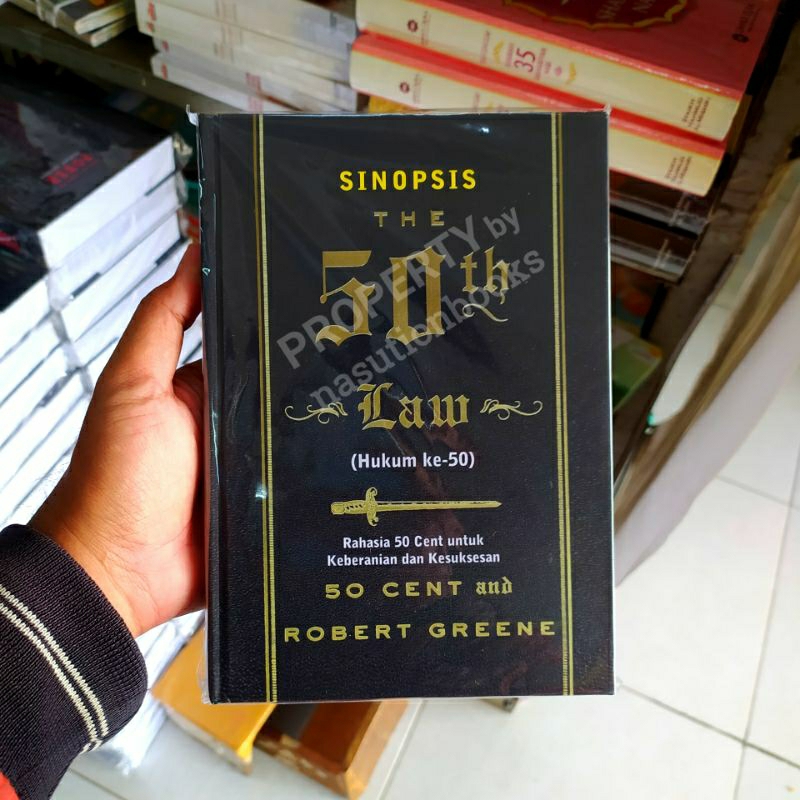 SINOPSIS
THE
50th
Law
(Hukum ke-50)
Rahasia 50 Cent untuk
Keberanian dan Kesuksesan
50 CENT and
ROBERT GREENE
PROPERTY by
nasutionbooks
35